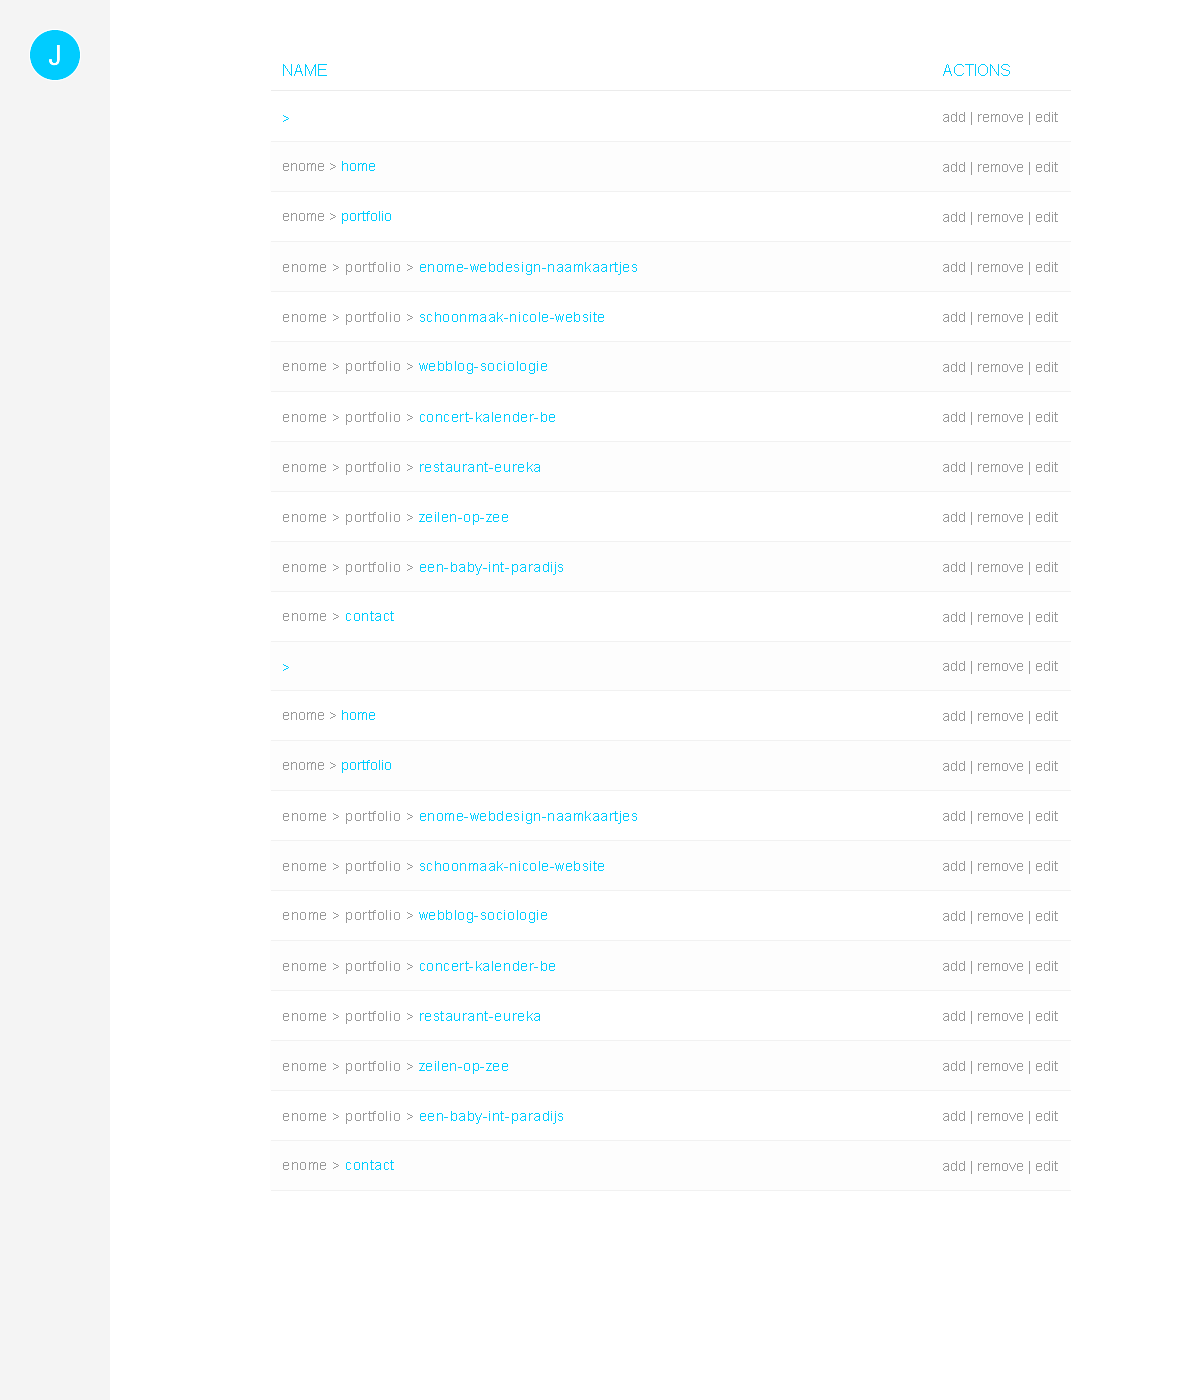 J
NAME ACTIONS
> add | remove | edit
enome > home add | remove | edit
enome > portfolio add | remove | edit
enome > portfolio > enome-webdesign-naamkaartjes add | remove | edit
enome > portfolio > schoonmaak-nicole-website add | remove | edit
enome > portfolio > webblog-sociologie add | remove | edit
enome > portfolio > concert-kalender-be add | remove | edit
enome > portfolio > restaurant-eureka add | remove | edit
enome > portfolio > zeilen-op-zee add | remove | edit
enome > portfolio > een-baby-int-paradijs add | remove | edit
enome > contact add | remove | edit
> add | remove | edit
enome > home add | remove | edit
enome > portfolio add | remove | edit
enome > portfolio > enome-webdesign-naamkaartjes add | remove | edit
enome > portfolio > schoonmaak-nicole-website add | remove | edit
enome > portfolio > webblog-sociologie add | remove | edit
enome > portfolio > concert-kalender-be add | remove | edit
enome > portfolio > restaurant-eureka add | remove | edit
enome > portfolio > zeilen-op-zee add | remove | edit
enome > portfolio > een-baby-int-paradijs add | remove | edit
enome > contact add | remove | edit